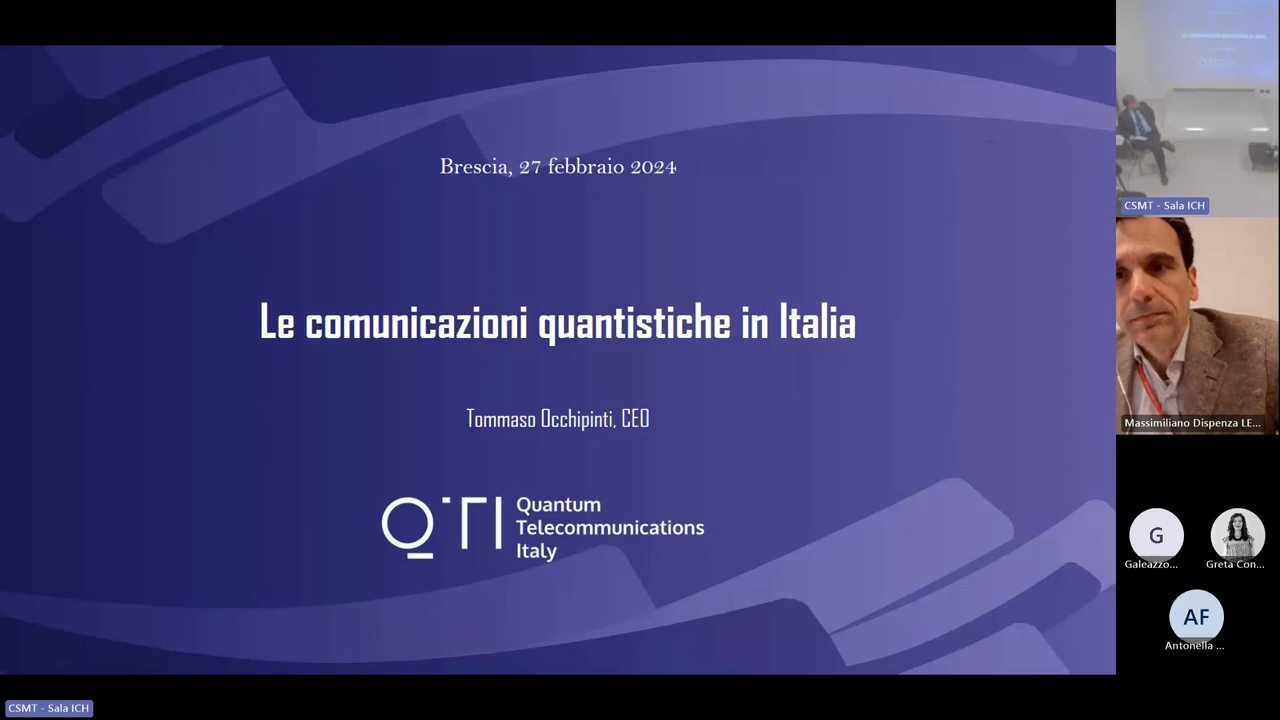 Brescia, 27 febbraio 2024
Le comunicazioni quantistiche in Italia
Tommaso Occhipinti, CEO
QTI
Quantum
Telecommunications
Italy
CSMT - Sala ICH
Massimiliano Dispenza LE...
G
Galeazzo...
Greta Con...
AF
Antonella ...
CSMT - Sala ICH